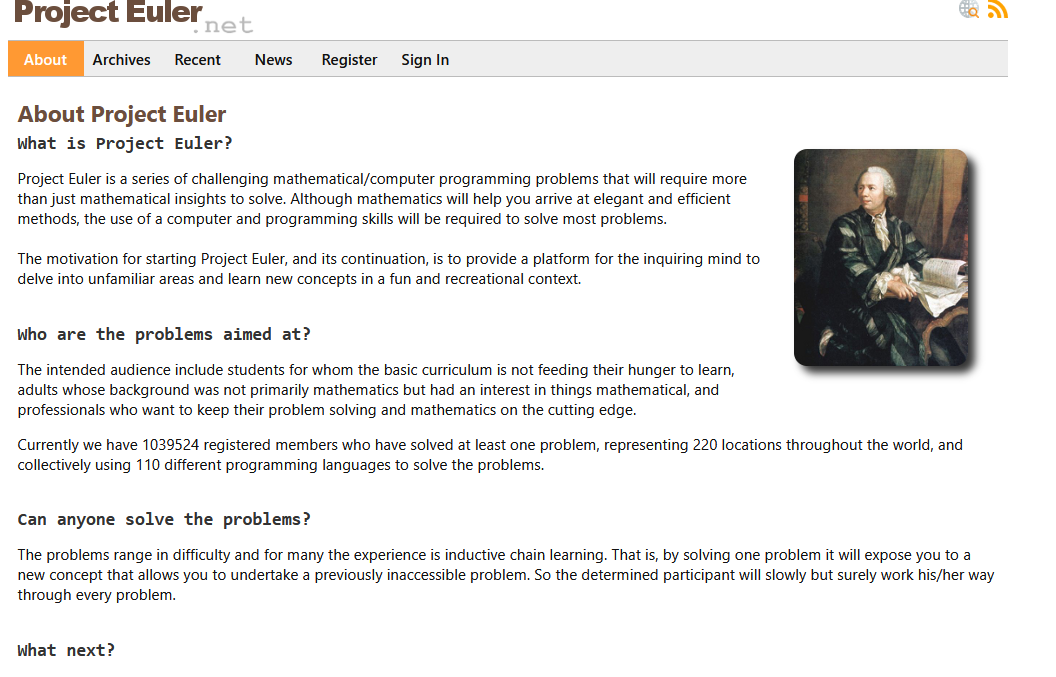 Project Euler
.net
About Archives Recent News Register Sign In
About Project Euler
What is Project Euler?
Project Euler is a series of challenging mathematical/computer programming problems that will require more
than just mathematical insights to solve. Although mathematics will help you arrive at elegant and efficient
methods, the use of a computer and programming skills will be required to solve most problems.
The motivation for starting Project Euler, and its continuation, is to provide a platform for the inquiring mind to
delve into unfamiliar areas and learn new concepts in a fun and recreational context.
Who are the problems aimed at?
The intended audience include students for whom the basic curriculum is not feeding their hunger to learn,
adults whose background was not primarily mathematics but had an interest in things mathematical, and
professionals who want to keep their problem solving and mathematics on the cutting edge.
Currently we have 1039524 registered members who have solved at least one problem, representing 220 locations throughout the world, and
collectively using 110 different programming languages to solve the problems.
Can anyone solve the problems?
The problems range in difficulty and for many the experience is inductive chain learning. That is, by solving one problem it will expose you to a
new concept that allows you to undertake a previously inaccessible problem. So the determined participant will slowly but surely work his/her way
through every problem.
What next?